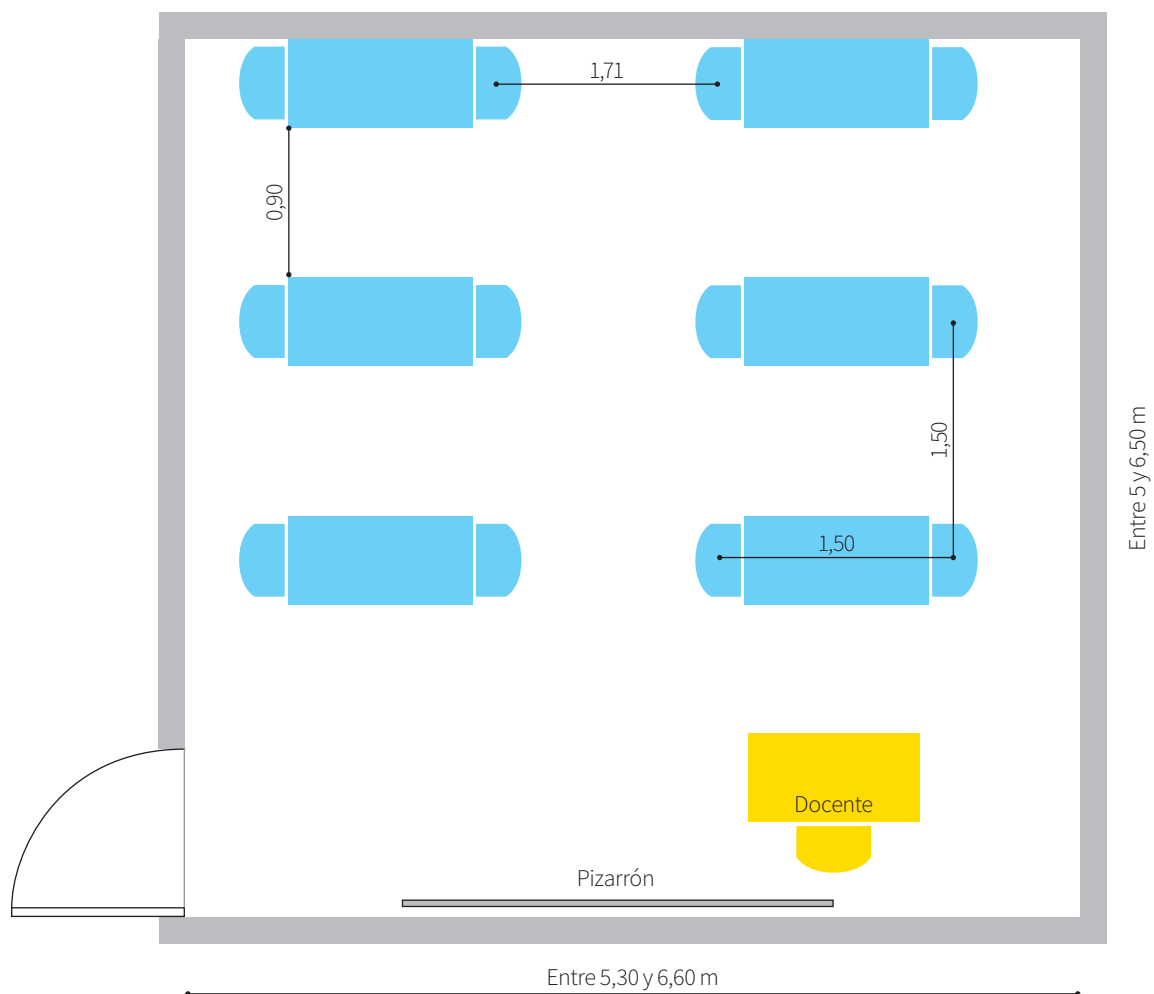 1,71
0,90
1,50
1,50
Entre 5 y 6,50 m
Docente
Pizarrón
Entre 5,30 y 6,60 m